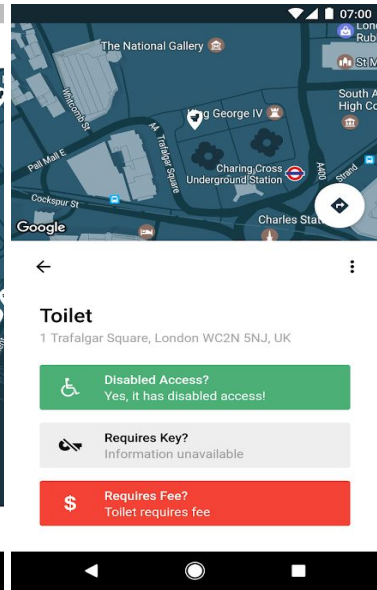 07:00
The National Gallery
Whitcomb St
King George IV
South A
High Co
Pall Mall E
A4 Trafalgar Square
Charing Cross
Underground Station
A400
Strand
Cockspur St
Charles Stat
Google
Toilet
1 Trafalgar Square, London WC2N 5NJ, UK
Disabled Access?
Yes, it has disabled access!
Requires Key?
Information unavailable
$
Requires Fee?
Toilet requires fee